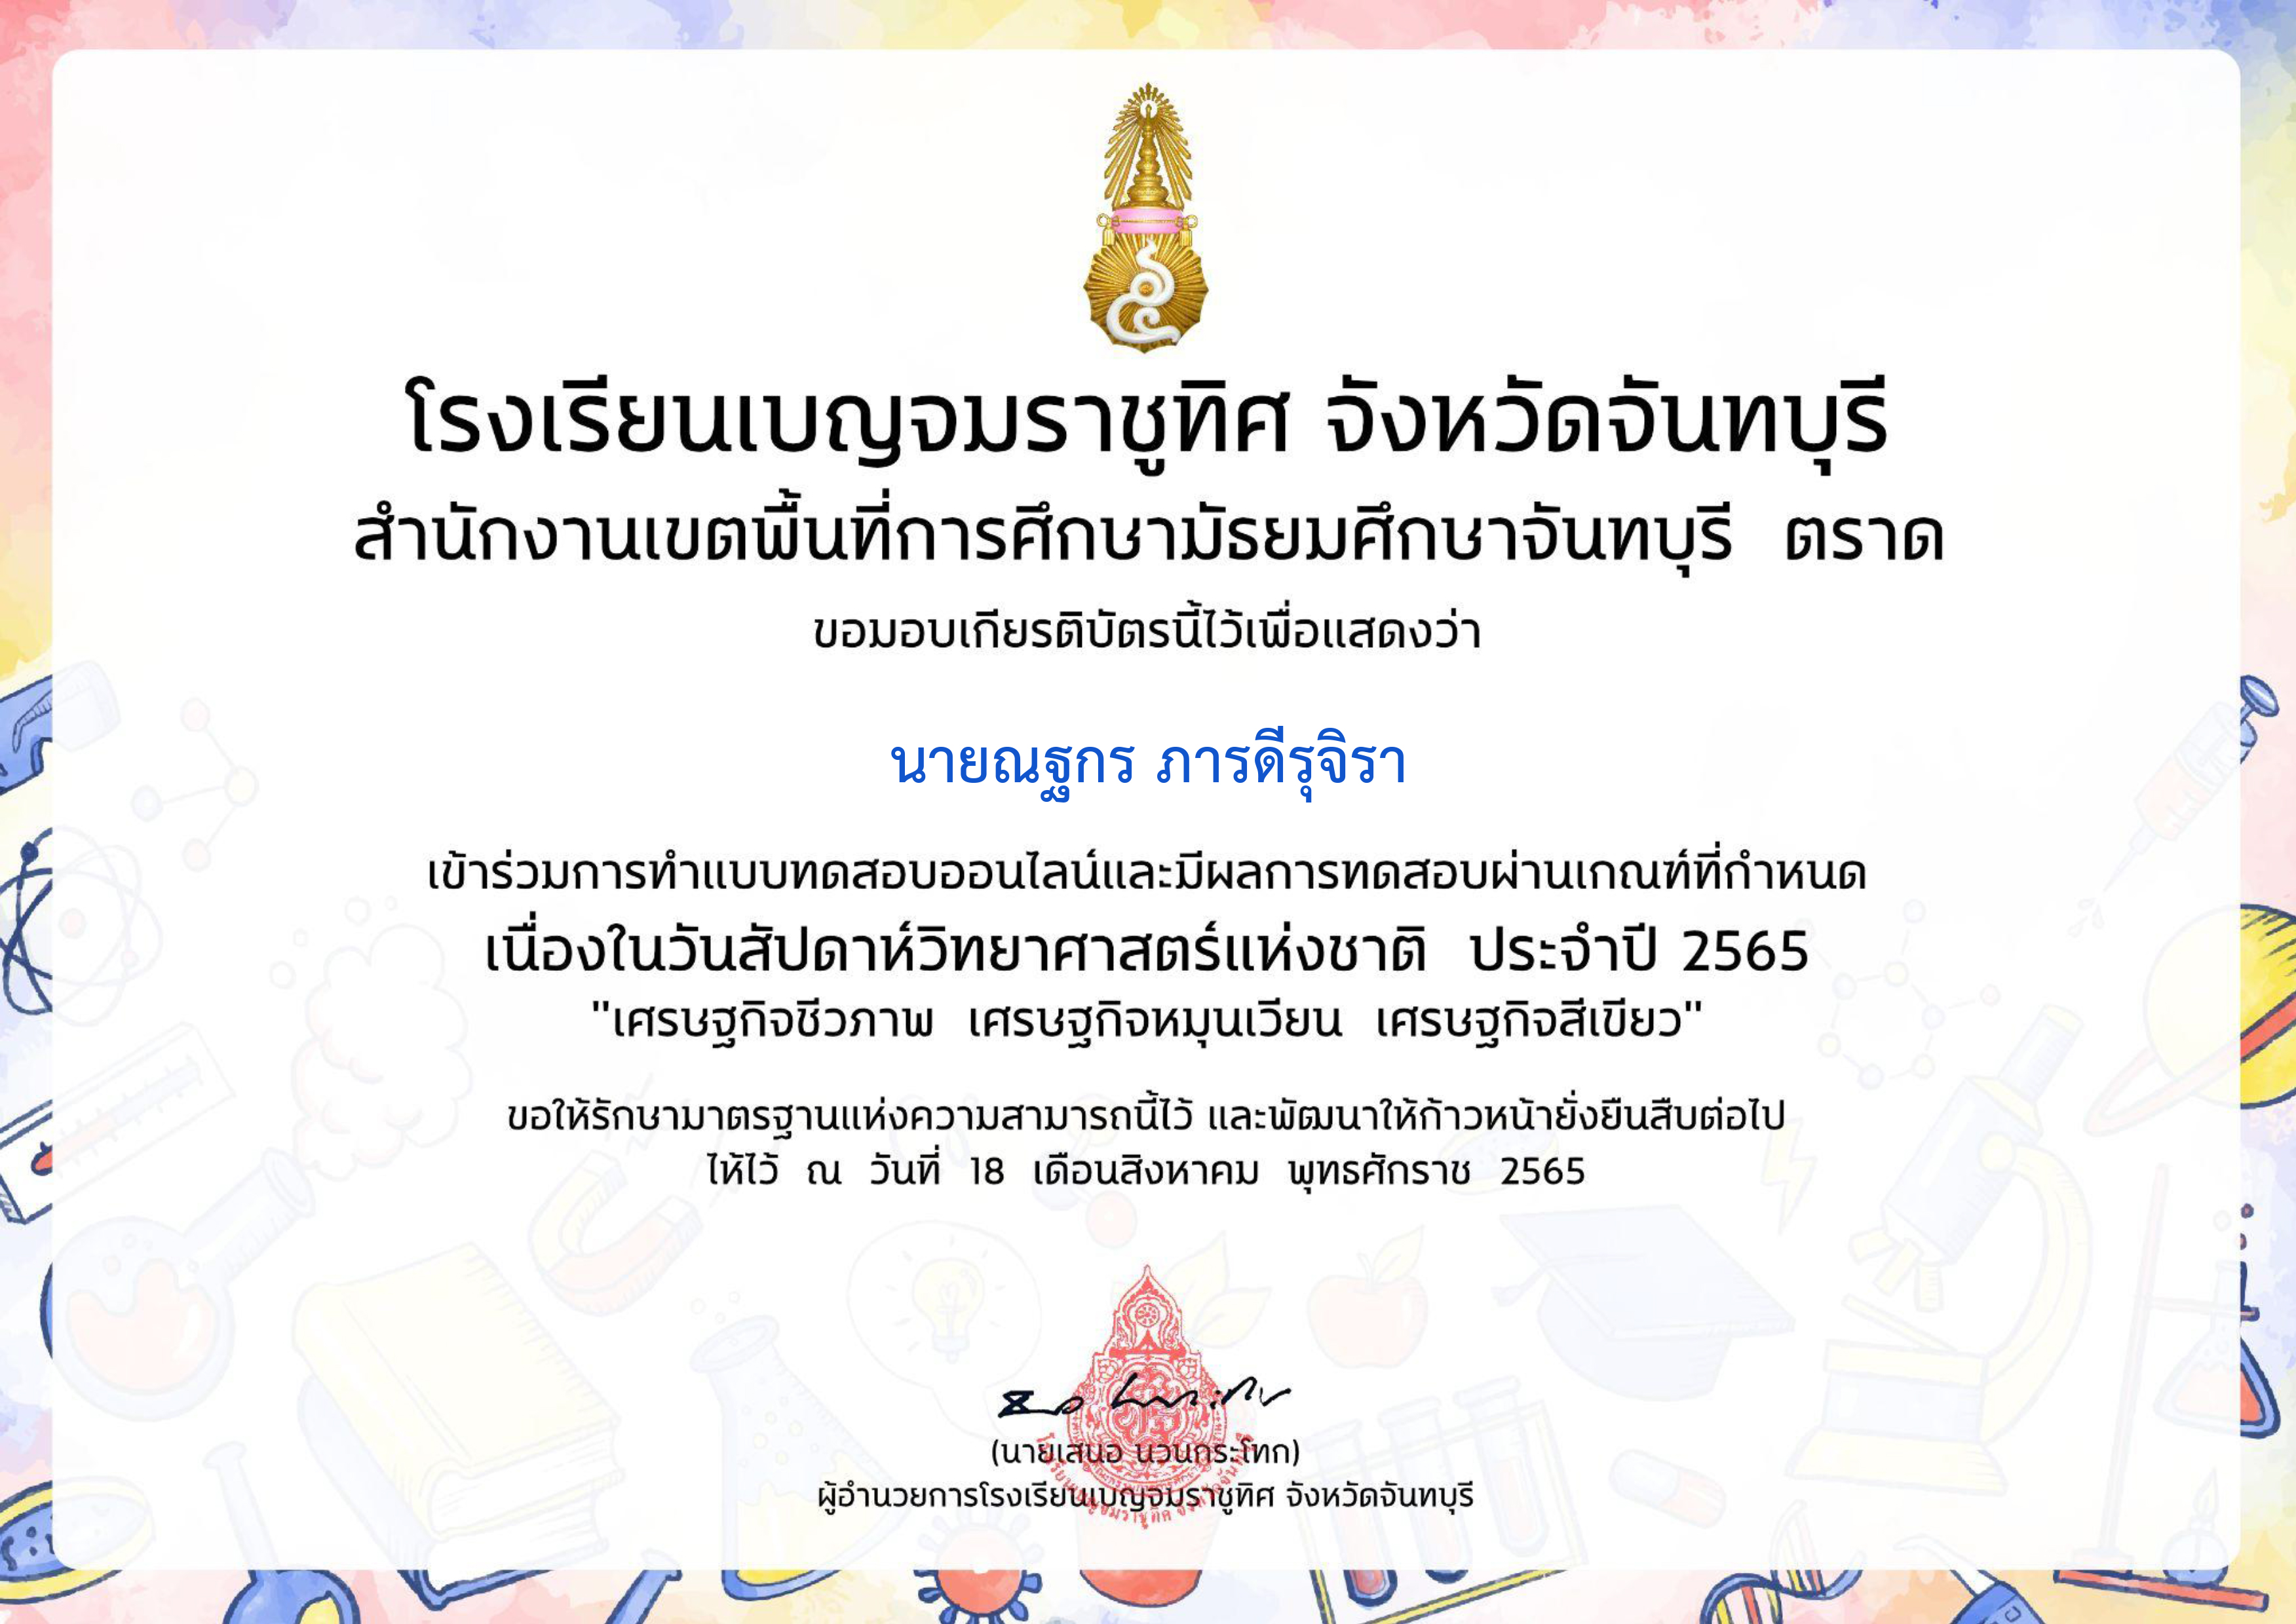 โรงเรียนเบญจมราชูทิศ จังหวัดจันทบุรี
สำนักงานเขตพื้นที่การศึกษามัธยมศึกษาจันทบุรี ตราด
ขอมอบเกียรติบัตรนี้ไว้เพื่อแสดงว่า
นายณฐกร ภารดีรุจิรา
เข้าร่วมการทำแบบทดสอบออนไลน์และมีผลการทดสอบผ่านเกณฑ์ที่กำหนด
เนื่องในวันสัปดาห์วิทยาศาสตร์แห่งชาติ ประจำปี 2565
"เศรษฐกิจชีวภาพ เศรษฐกิจหมุนเวียน เศรษฐกิจสีเขียว"
ขอให้รักษามาตรฐานแห่งความสามารถนี้ไว้ และพัฒนาให้ก้าวหน้ายั่งยืนสืบต่อไป
ให้ไว้ ณ วันที่ 18 เดือนสิงหาคม พุทธศักราช 2565
(นายเสนอ นวนกระโทก)
ผู้อำนวยการโรงเรียนเบญจมราชูทิศ จังหวัดจันทบุรี